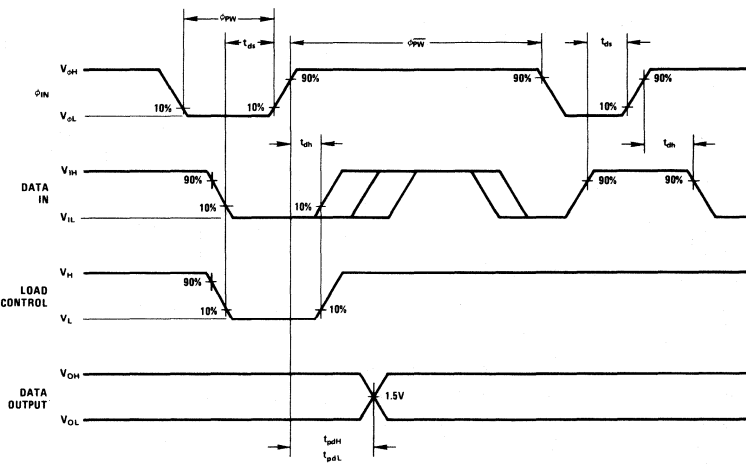 ϕPW
tds
ϕP̅W̅
tds
VϕH
90%
90%
90%
ϕIN
10%
10%
10%
VϕL
tdh
tdh
VIH
90%
90%
90%
DATA
IN
10%
10%
VIL
VH
90%
LOAD
CONTROL
10%
10%
VL
VOH
DATA
OUTPUT
1.5V
VOL
tpdH
tpdL